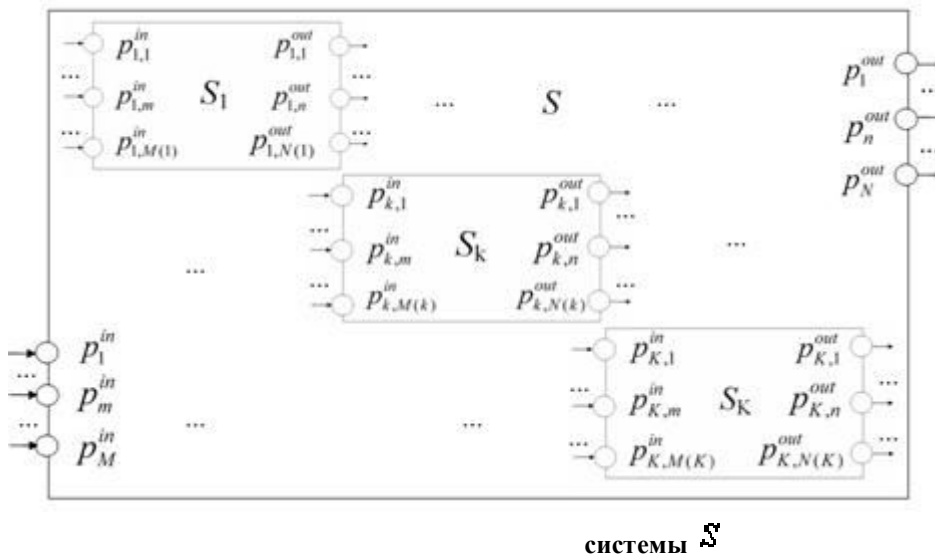 p_{1,1}^{in} p_{1,1}^{out}
... ...
p_{1,m}^{in} S_1 p_{1,n}^{out} ... S ...
... ...
p_{1,M(1)}^{in} p_{1,N(1)}^{out}
p_1^{out}
...
p_n^{out}
...
p_N^{out}
p_{k,1}^{in} p_{k,1}^{out}
... ...
p_{k,m}^{in} S_k p_{k,n}^{out} ...
... ... ...
p_{k,M(k)}^{in} p_{k,N(k)}^{out}
p_1^{in}
...
p_m^{in}
...
p_M^{in}
p_{K,1}^{in} p_{K,1}^{out}
... ...
p_{K,m}^{in} S_K p_{K,n}^{out}
... ... ... ...
p_{K,M(K)}^{in} p_{K,N(K)}^{out}
системы S